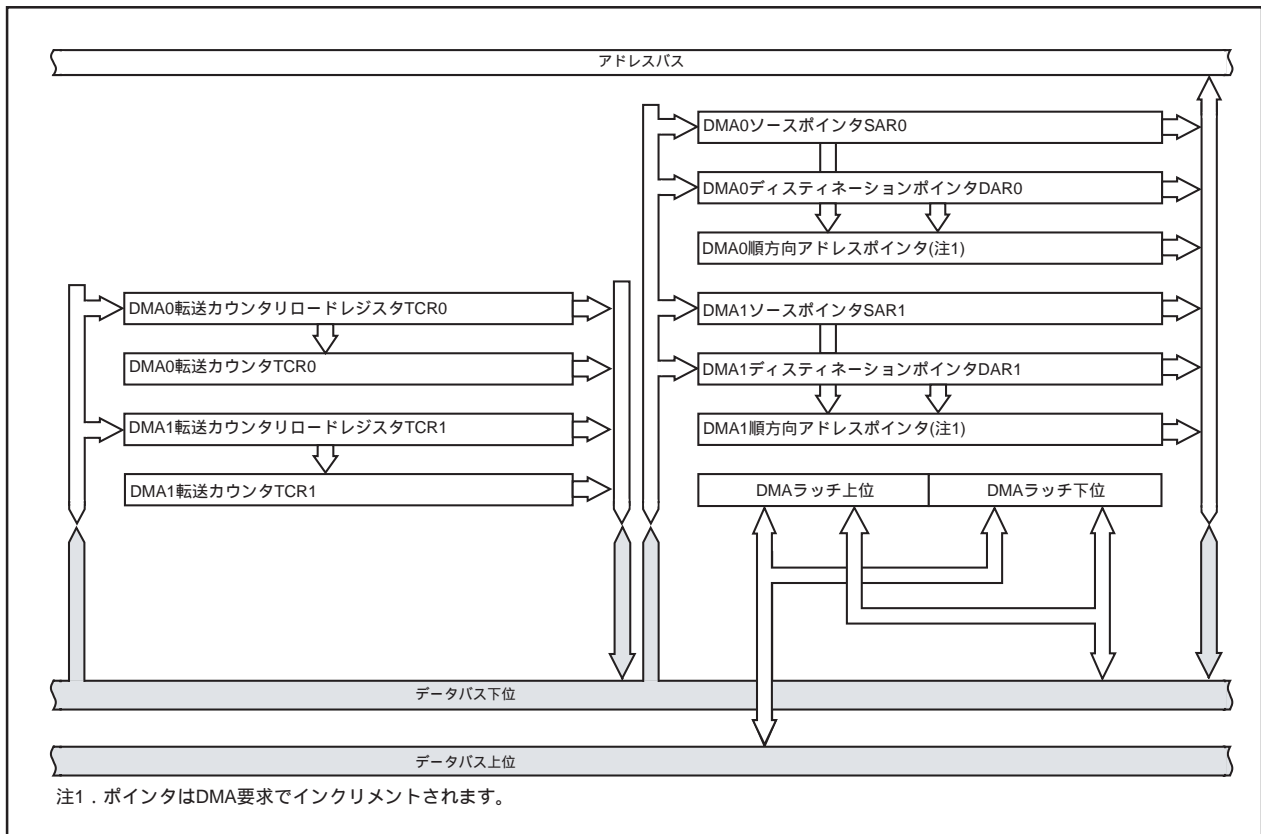 アドレスバス
DMA0ソースポインタSAR0
DMA0ディスティネーションポインタDAR0
DMA0順方向アドレスポインタ(注1)
DMA0転送カウンタリロードレジスタTCR0
DMA1ソースポインタSAR1
DMA0転送カウンタTCR0
DMA1ディスティネーションポインタDAR1
DMA1転送カウンタリロードレジスタTCR1
DMA1順方向アドレスポインタ(注1)
DMA1転送カウンタTCR1
DMAラッチ上位
DMAラッチ下位
データバス下位
データバス上位
注1．ポインタはDMA要求でインクリメントされます。